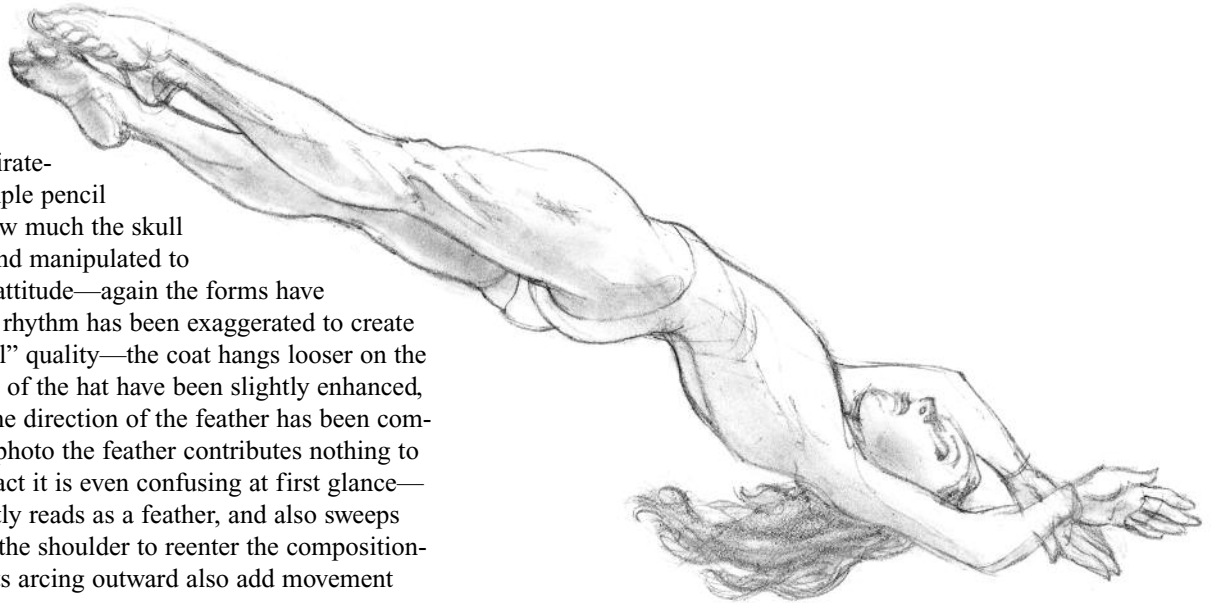 irate-
ple pencil
w much the skull
nd manipulated to
attitude—again the forms have
rhythm has been exaggerated to create
l” quality—the coat hangs looser on the
of the hat have been slightly enhanced,
ne direction of the feather has been com-
photo the feather contributes nothing to
act it is even confusing at first glance—
tly reads as a feather, and also sweeps
the shoulder to reenter the composition-
s arcing outward also add movement